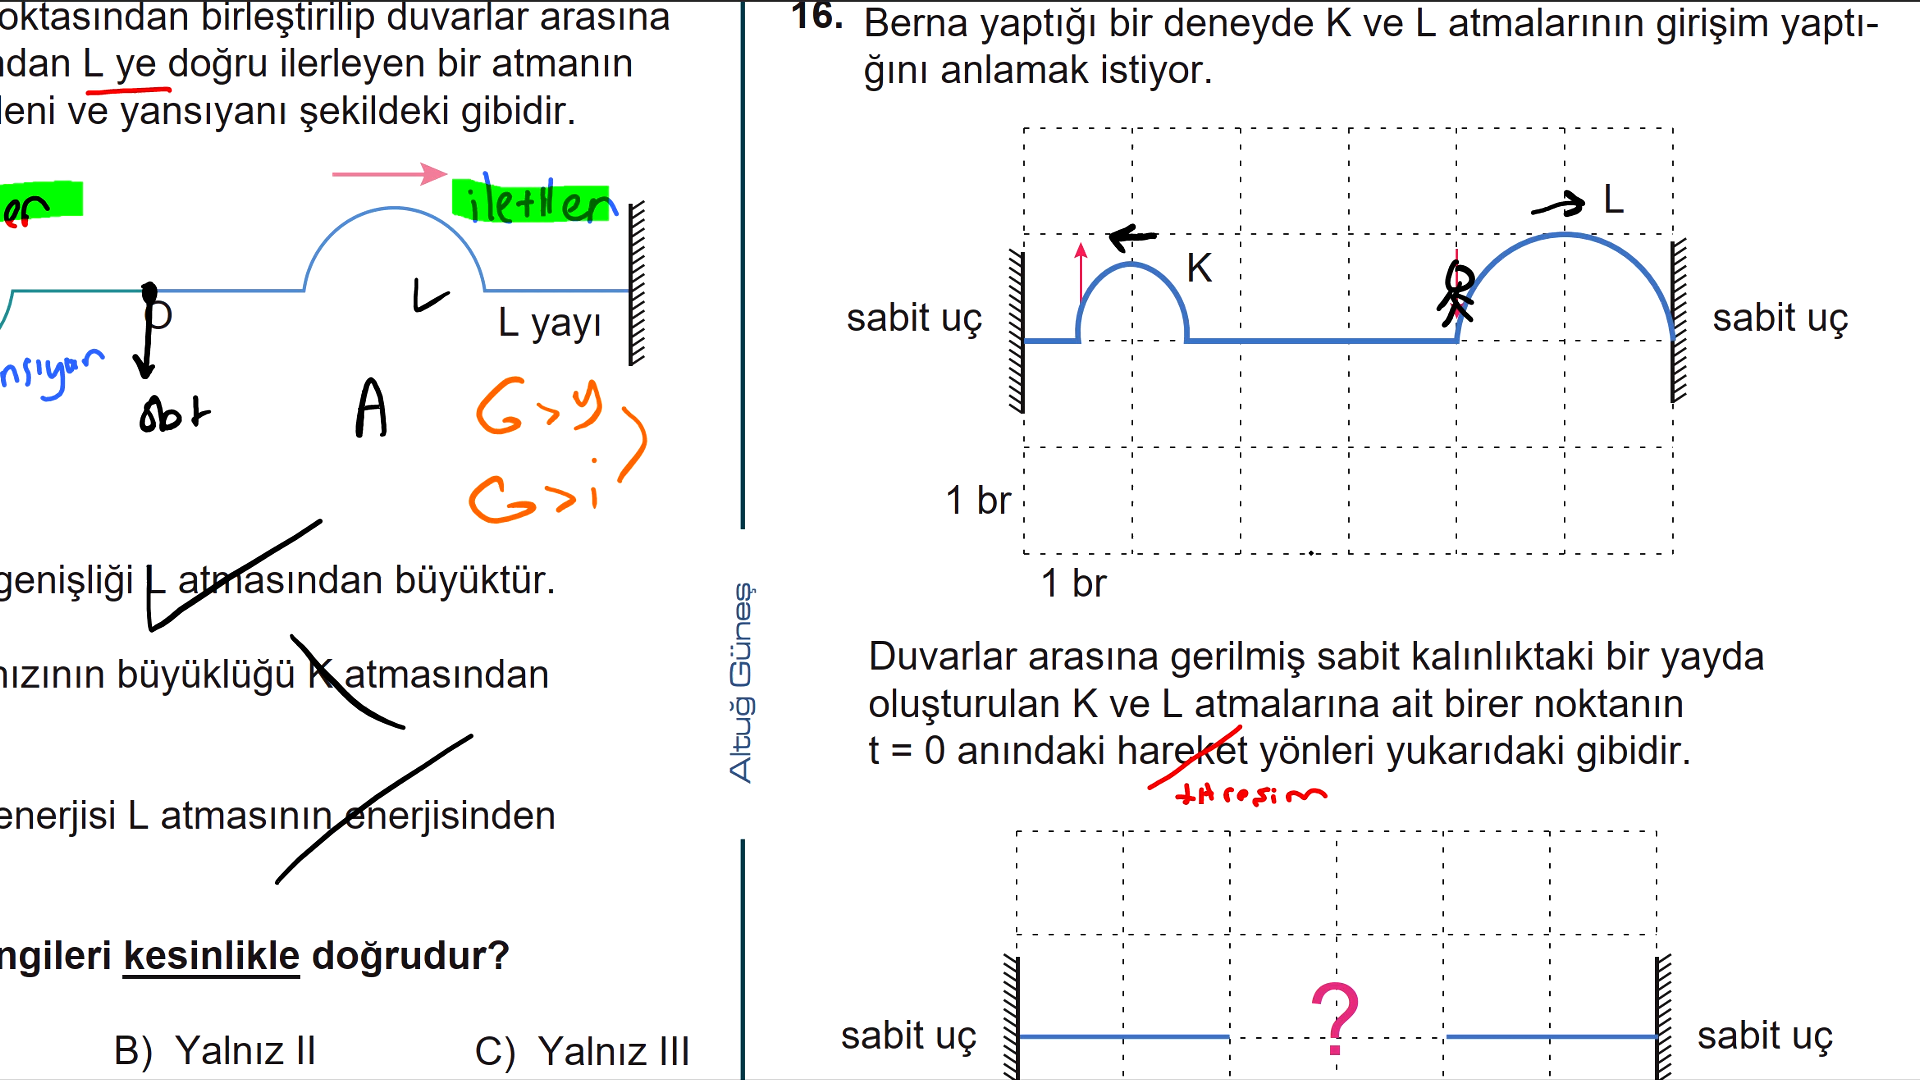 oktasından birleştirilip duvarlar arasına
ndan L ye doğru ilerleyen bir atmanın
leni ve yansıyanı şekildeki gibidir.
er
iletilen
O
L
L yayı
nsıyan
A
G > y
G > i
genişliği L atmasından büyüktür.
hızının büyüklüğü K atmasından
enerjisi L atmasının enerjisinden
ngileri kesinlikle doğrudur?
B) Yalnız II
C) Yalnız III
Altuğ Güneş
16. Berna yaptığı bir deneyde K ve L atmalarının girişim yaptı-
ğını anlamak istiyor.
L
K
sabit uç
sabit uç
1 br
1 br
Duvarlar arasına gerilmiş sabit kalınlıktaki bir yayda
oluşturulan K ve L atmalarına ait birer noktanın
t = 0 anındaki hareket yönleri yukarıdaki gibidir.
titreşim
?
sabit uç
sabit uç